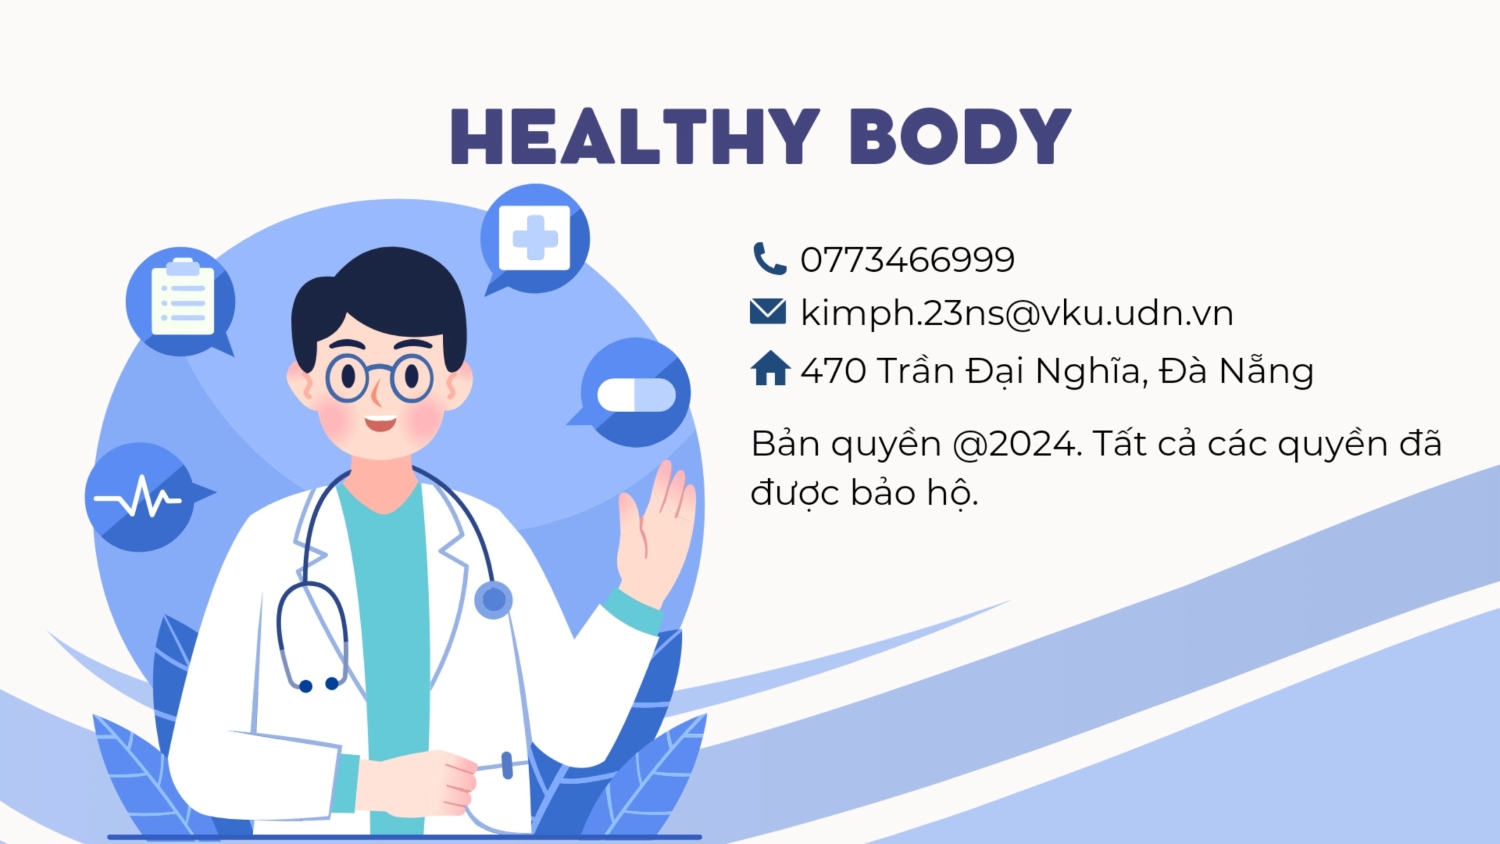 HEALTHY BODY
0773466999
kimph.23ns@vku.udn.vn
470 Trần Đại Nghĩa, Đà Nẵng
Bản quyền @2024. Tất cả các quyền đã
được bảo hộ.